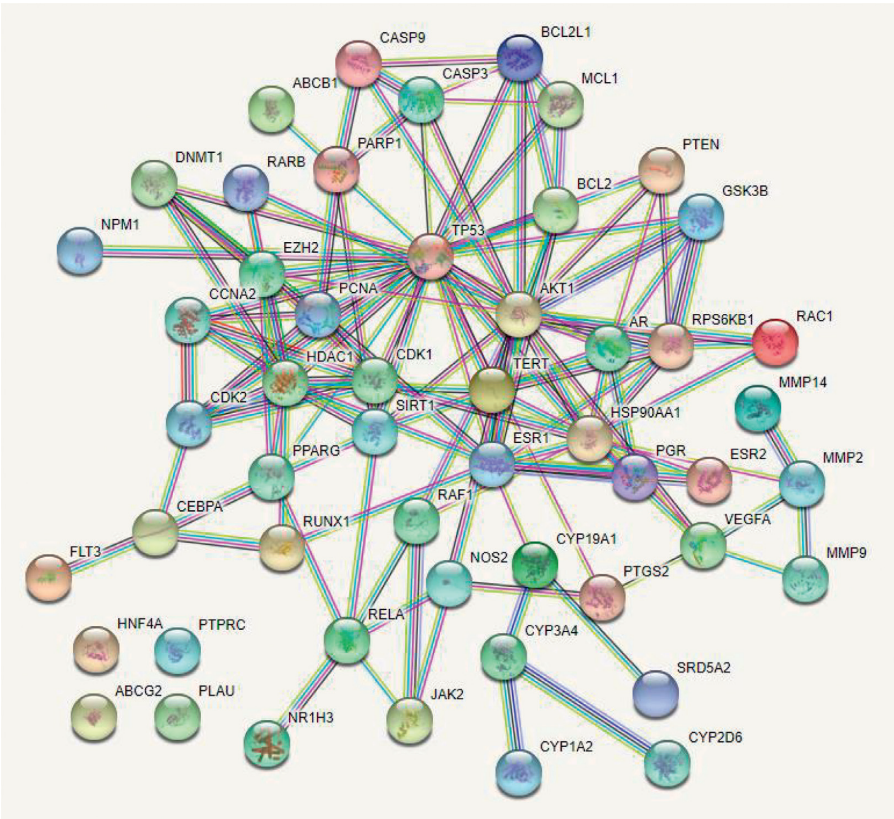 CASP9
BCL2L1
CASP3
ABCB1
MCL1
PARP1
PTEN
DNMT1
RARB
BCL2
GSK3B
NPM1
TP53
EZH2
AKT1
CCNA2
PCNA
AR
RPS6KB1
RAC1
HDAC1
CDK1
TERT
MMP14
CDK2
SIRT1
HSP90AA1
ESR1
PGR
ESR2
MMP2
PPARG
RAF1
VEGFA
CEBPA
RUNX1
CYP19A1
FLT3
NOS2
PTGS2
MMP9
RELA
HNF4A
PTPRC
CYP3A4
SRD5A2
ABCG2
PLAU
NR1H3
JAK2
CYP1A2
CYP2D6